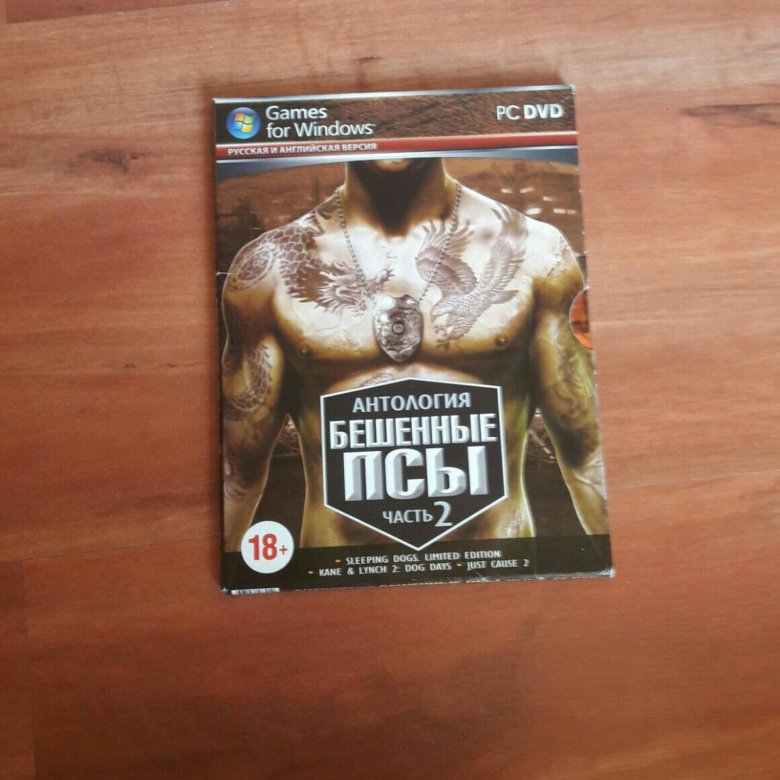 Games
for Windows
PC DVD
РУССКАЯ И АНГЛИЙСКАЯ ВЕРСИЯ
АНТОЛОГИЯ
БЕШЕННЫЕ
ПСЫ
ЧАСТЬ 2
18+
- SLEEPING DOGS. LIMITED EDITION
- KANE & LYNCH 2: DOG DAYS - JUST CAUSE 2